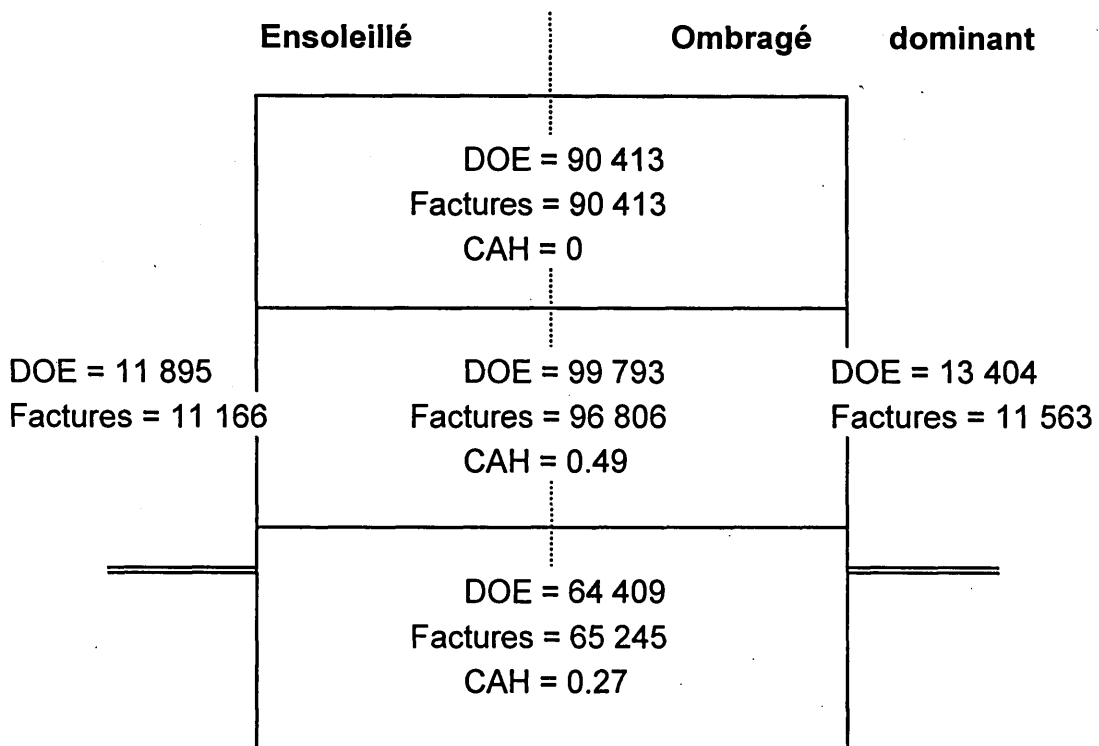 Ensoleillé Ombragé dominant
DOE = 90 413
Factures = 90 413
CAH = 0
DOE = 11 895
Factures = 11 166
DOE = 99 793
Factures = 96 806
CAH = 0.49
DOE = 13 404
Factures = 11 563
DOE = 64 409
Factures = 65 245
CAH = 0.27